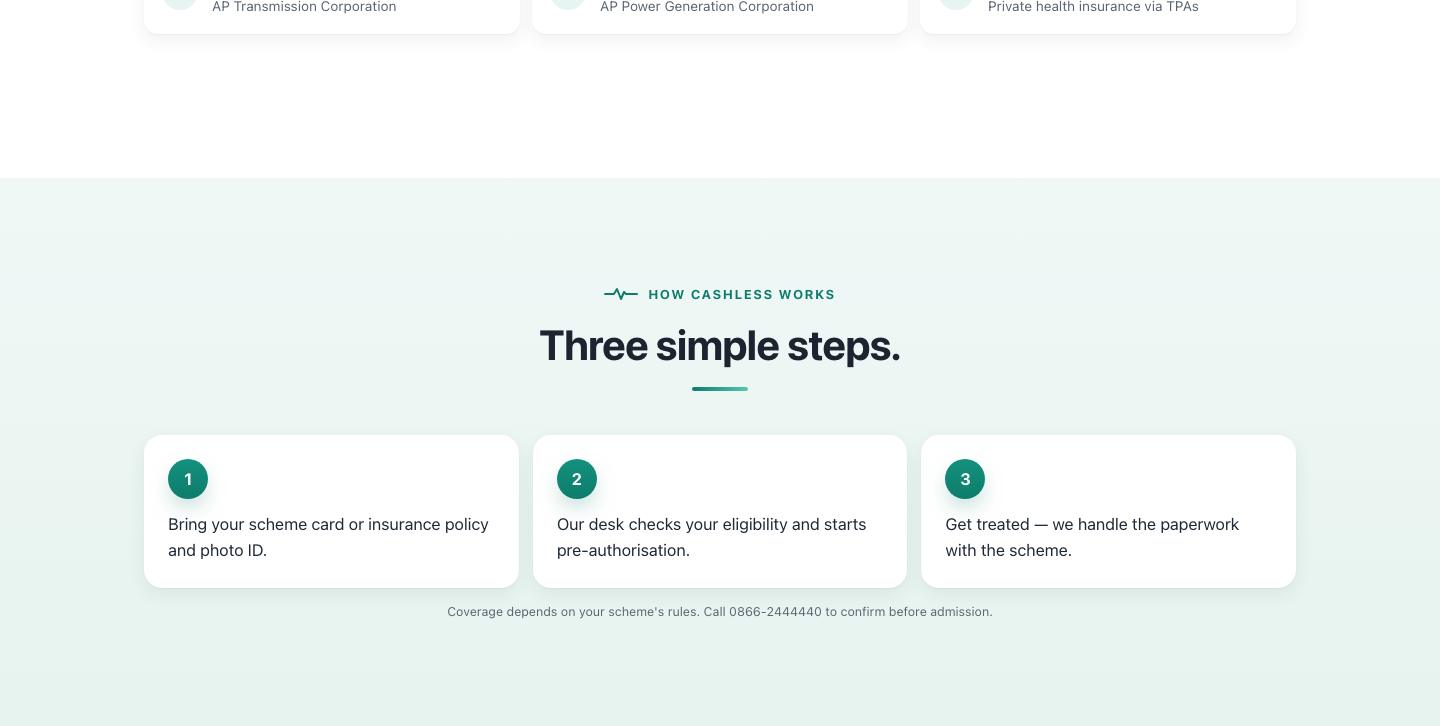 AP Transmission Corporation
AP Power Generation Corporation
Private health insurance via TPAs
HOW CASHLESS WORKS
Three simple steps.
1
Bring your scheme card or insurance policy
and photo ID.
2
Our desk checks your eligibility and starts
pre-authorisation.
3
Get treated — we handle the paperwork
with the scheme.
Coverage depends on your scheme's rules. Call 0866-2444440 to confirm before admission.